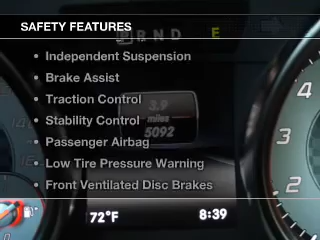 SAFETY FEATURES
P R N D E
• Independent Suspension
• Brake Assist
• Traction Control
• Stability Control
• Passenger Airbag
• Low Tire Pressure Warning
• Front Ventilated Disc Brakes
3.9
miles
5092
4
3
2
72°F
8:39